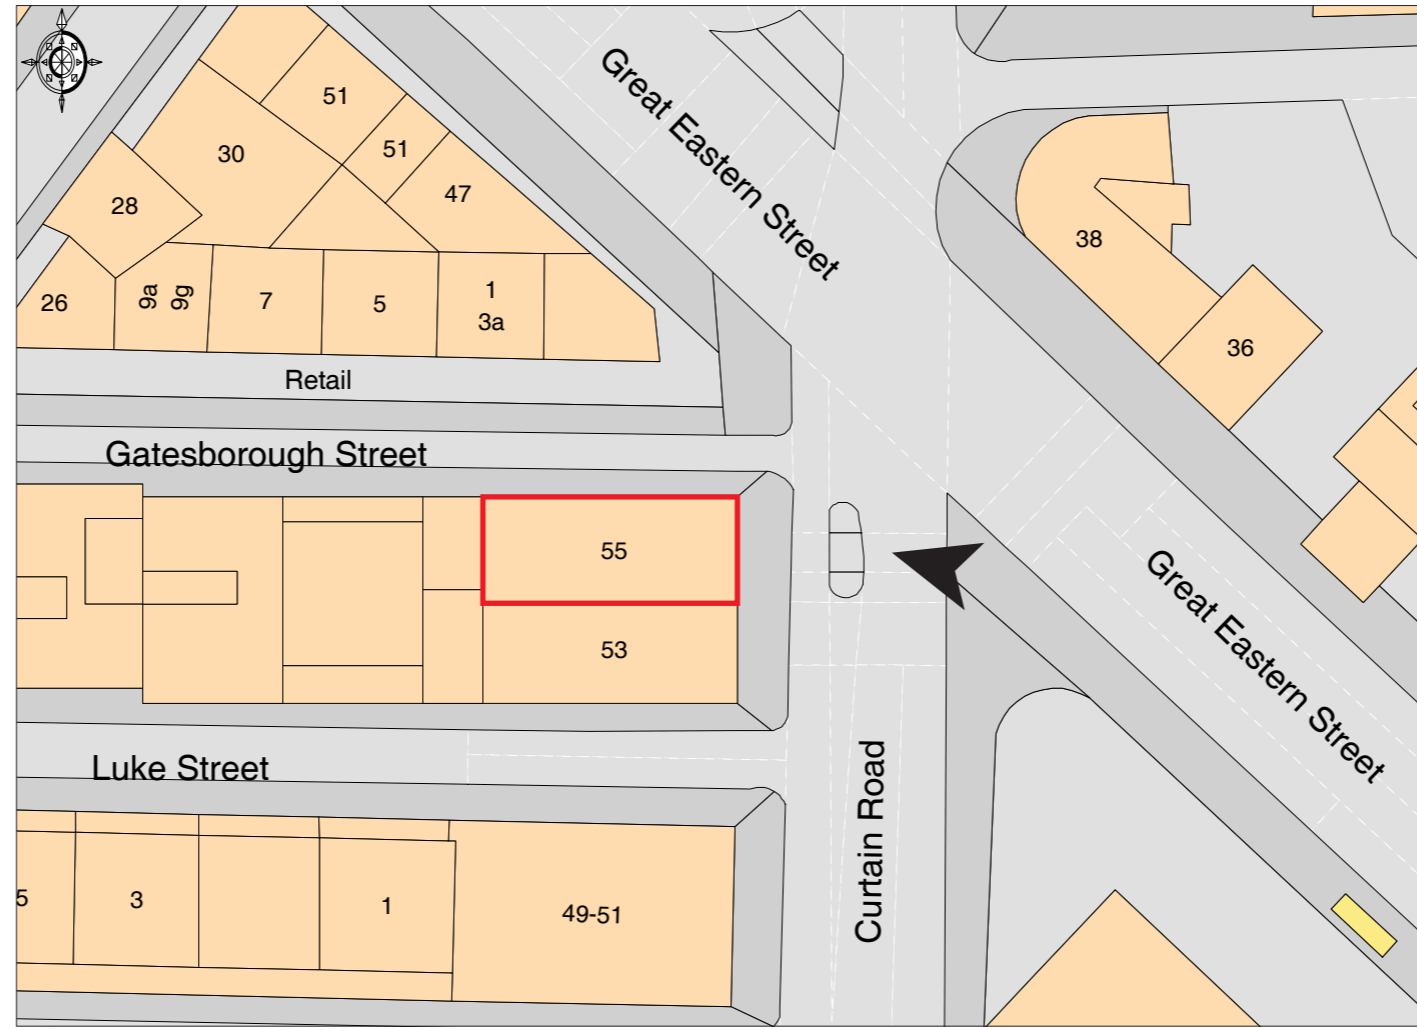 51
30
51
47
28
26
9a
9g
7
5
1
3a
Retail
Great Eastern Street
38
36
Gatesborough Street
55
53
Great Eastern Street
Luke Street
Curtain Road
5
3
1
49-51